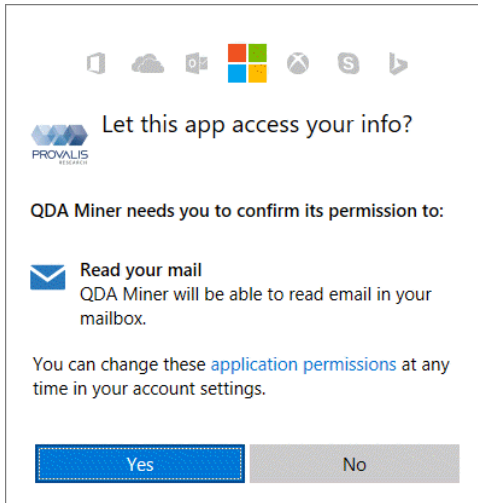 Let this app access your info?
PROVALIS
RESEARCH
QDA Miner needs you to confirm its permission to:
Read your mail
QDA Miner will be able to read email in your
mailbox.
You can change these application permissions at any
time in your account settings.
Yes
No